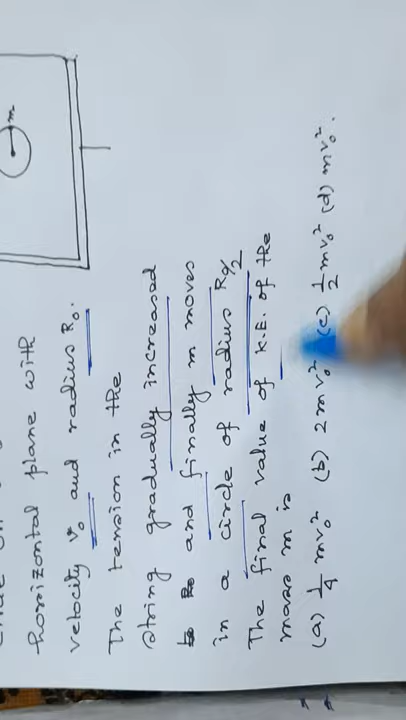 horizontal plane with
velocity v₀ and radius R₀.
The tension in the
string gradually increased
and finally m moves
in a circle of radius R₀/2
The final value of K.E. of the
mass m is
(a) 1/4 mv₀² (b) 2mv₀² (c) 1/2 mv₀² (d) mv₀².
m